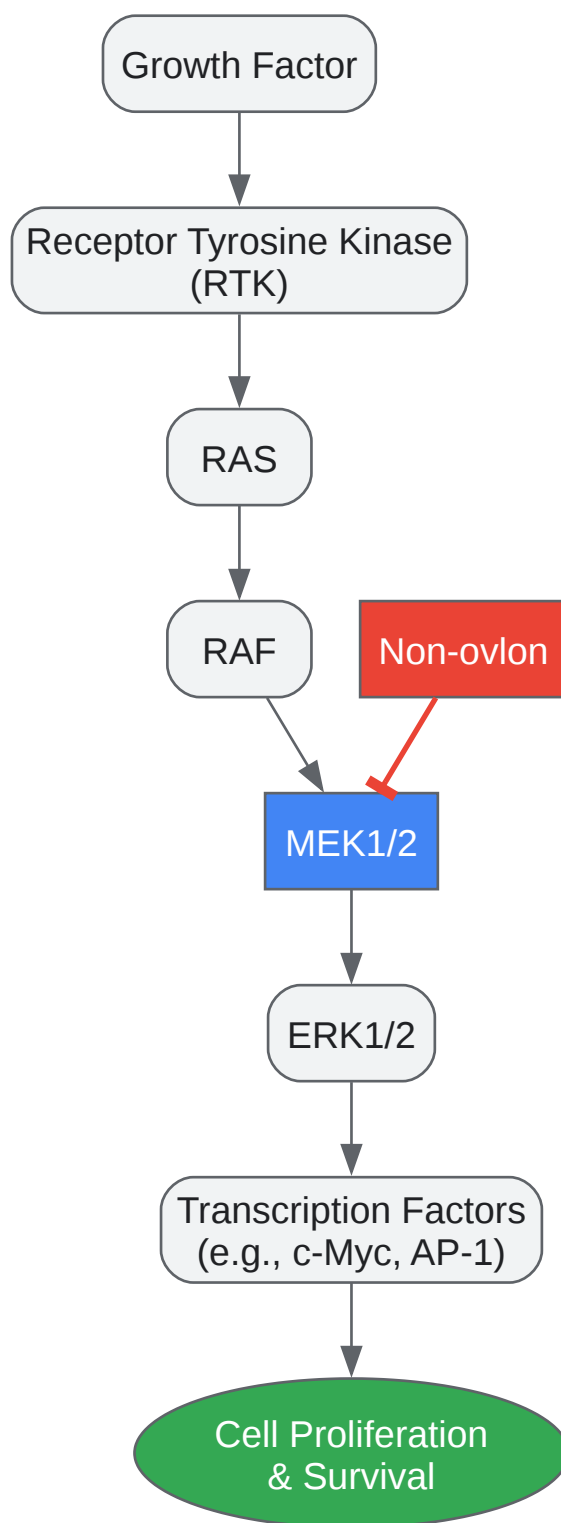 Growth Factor
Receptor Tyrosine Kinase
(RTK)
RAS
RAF
Non-ovlon
MEK1/2
ERK1/2
Transcription Factors
(e.g., c-Myc, AP-1)
Cell Proliferation
& Survival